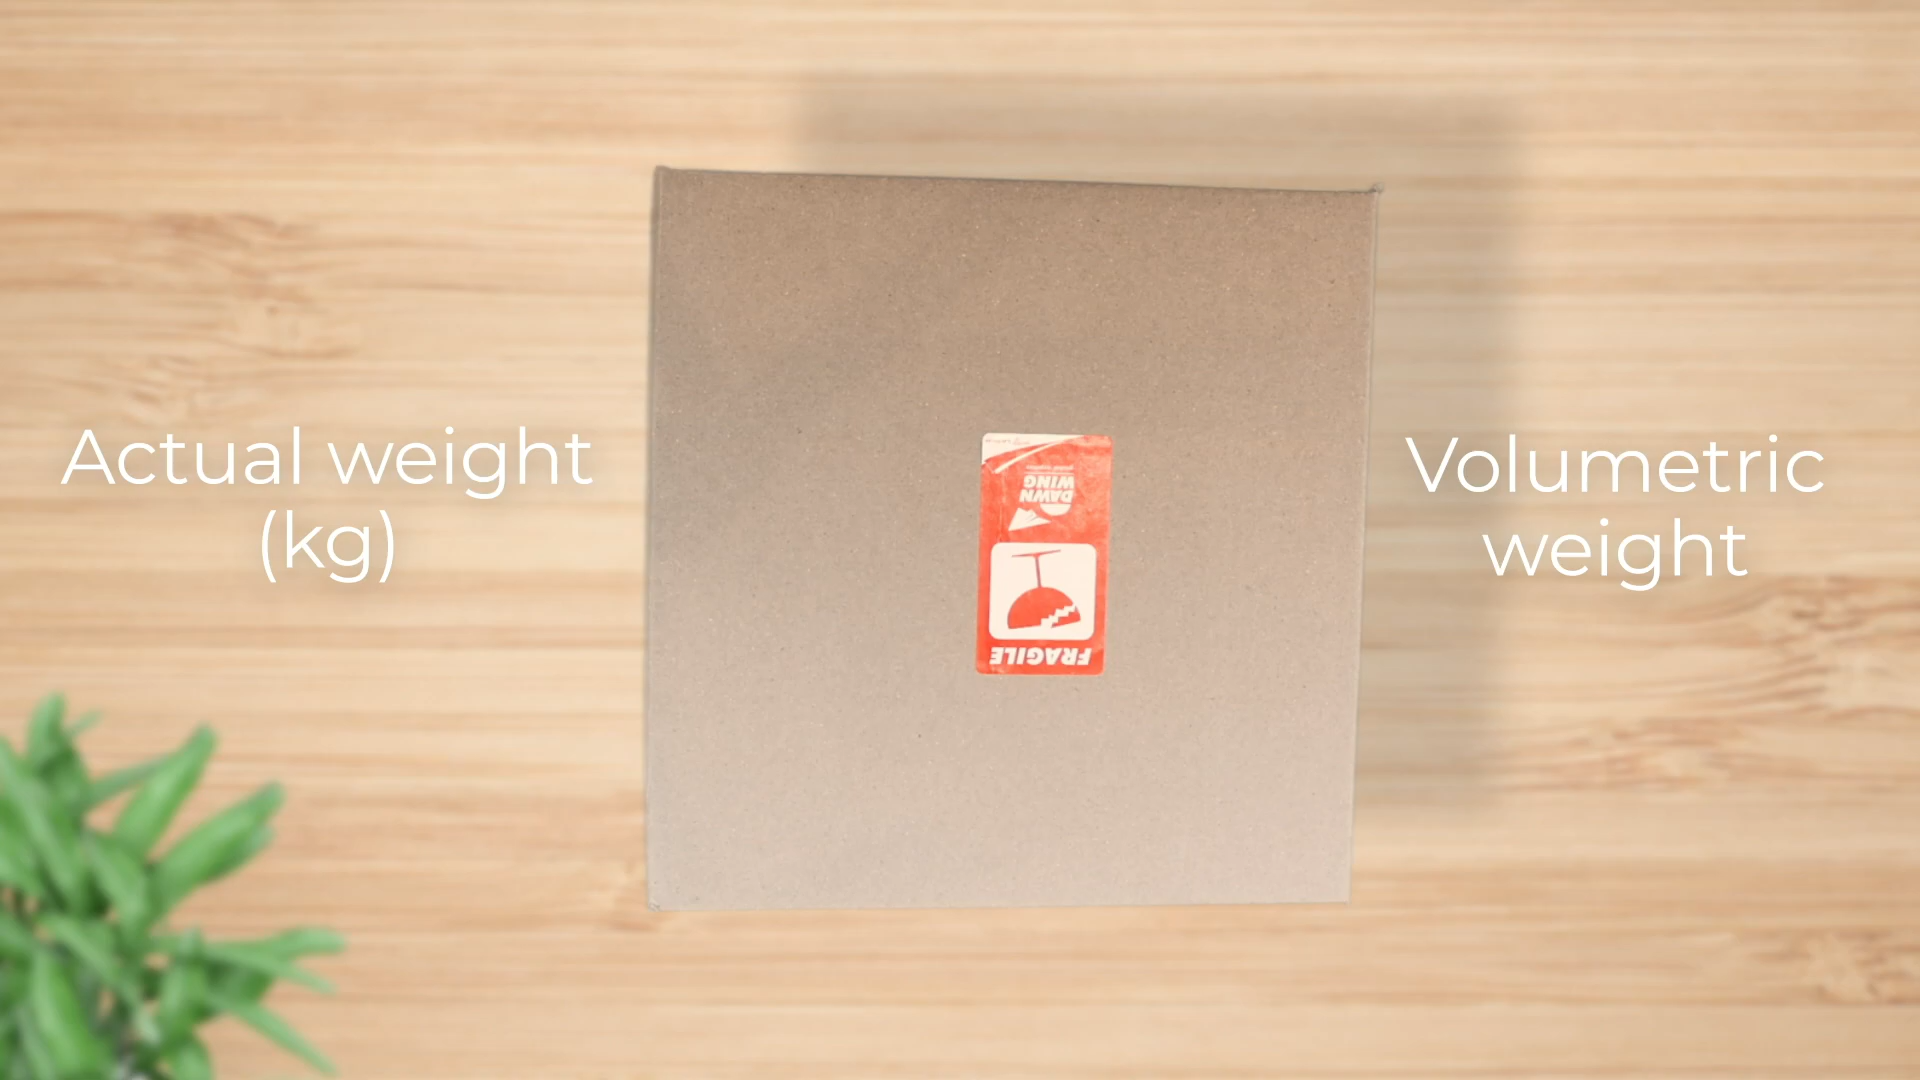 Actual weight
(kg)
DAWN
WING
FRAGILE
Volumetric
weight